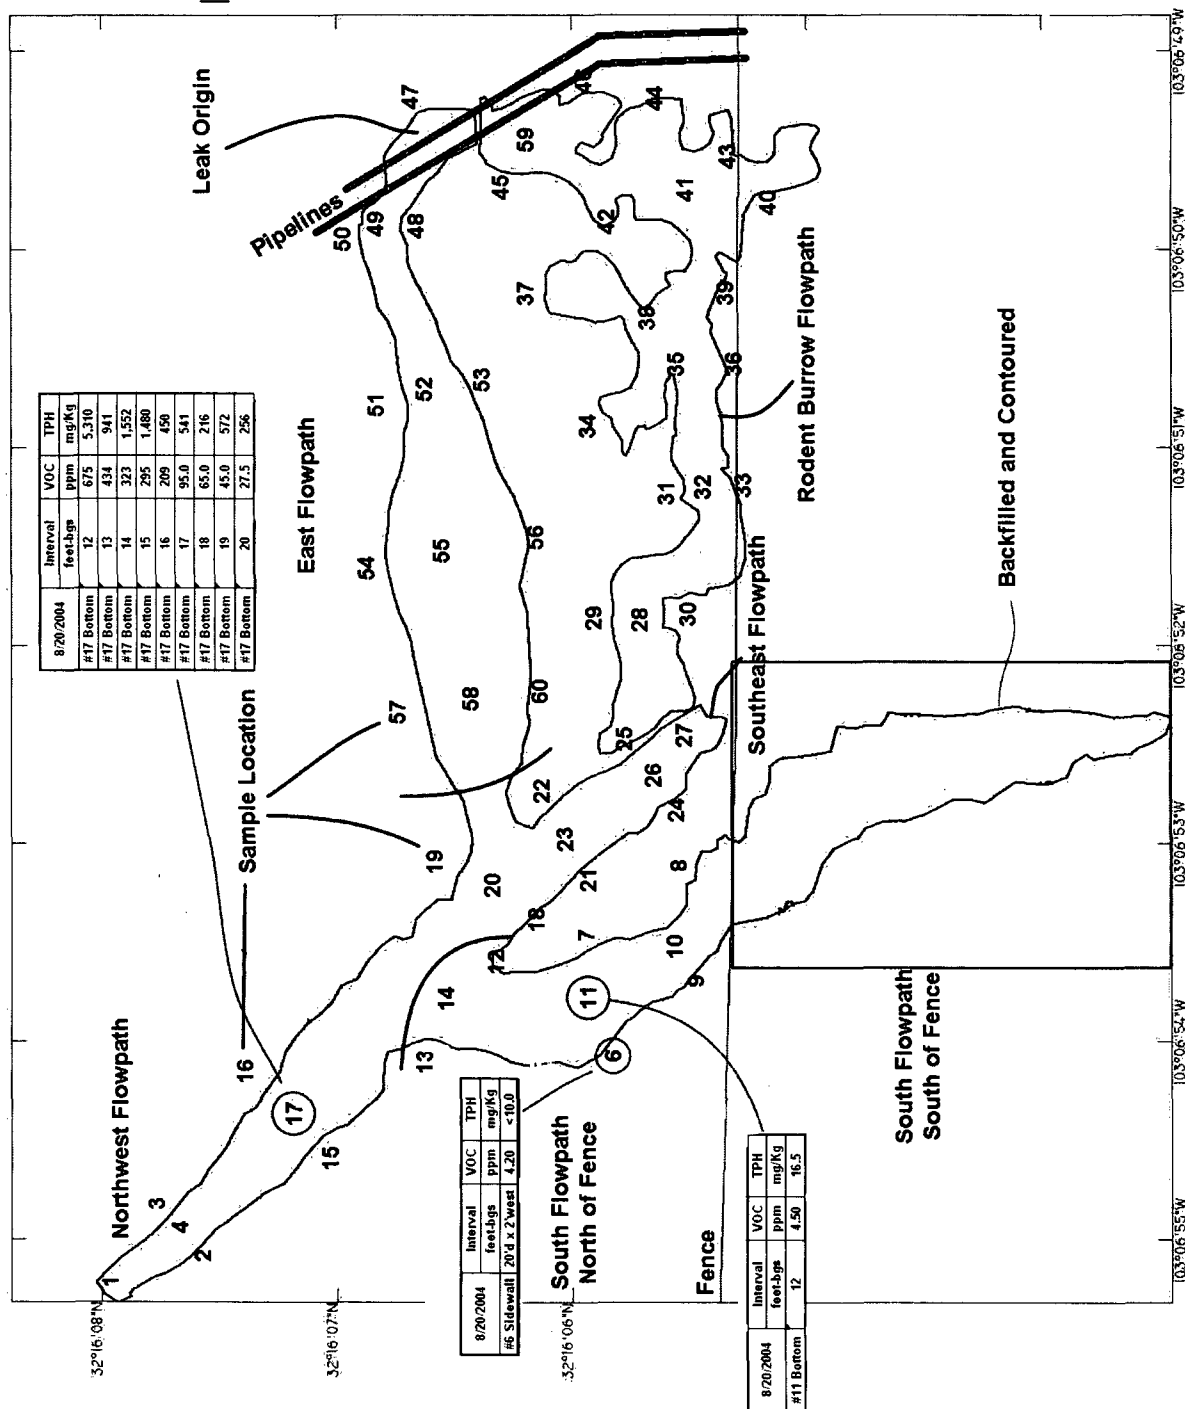 Northwest Flowpath
Sample Location
East Flowpath
Leak Origin
Pipelines
8/20/2004 Interval VOC TPH
feet-bgs ppm mg/Kg
#17 Bottom 12 675 5,310
#17 Bottom 13 434 941
#17 Bottom 14 323 1,552
#17 Bottom 15 295 1,480
#17 Bottom 16 209 450
#17 Bottom 17 95.0 541
#17 Bottom 18 65.0 216
#17 Bottom 19 45.0 572
#17 Bottom 20 27.5 256
1
2
3
4
15
16
17
13
14
12
18
20
19
57
58
54
55
51
52
53
50
49
48
47
56
60
22
23
21
7
11
6
10
9
8
24
26
27
25
29
28
30
31
32
33
34
35
36
37
38
39
42
41
40
43
44
45
59
8/20/2004 Interval VOC TPH
feet-bgs ppm mg/Kg
#6 Sidewall 20'd x 2'west 4.20 <10.0
South Flowpath
North of Fence
Fence
8/20/2004 Interval VOC TPH
feet-bgs ppm mg/Kg
#11 Bottom 12 4.50 16.5
Southeast Flowpath
Rodent Burrow Flowpath
South Flowpath
South of Fence
Backfilled and Contoured
32°16'08"N
32°16'07"N
32°16'06"N
103°06'55"W
103°06'54"W
103°06'53"W
103°06'52"W
103°06'51"W
103°06'50"W
103°06'49"W